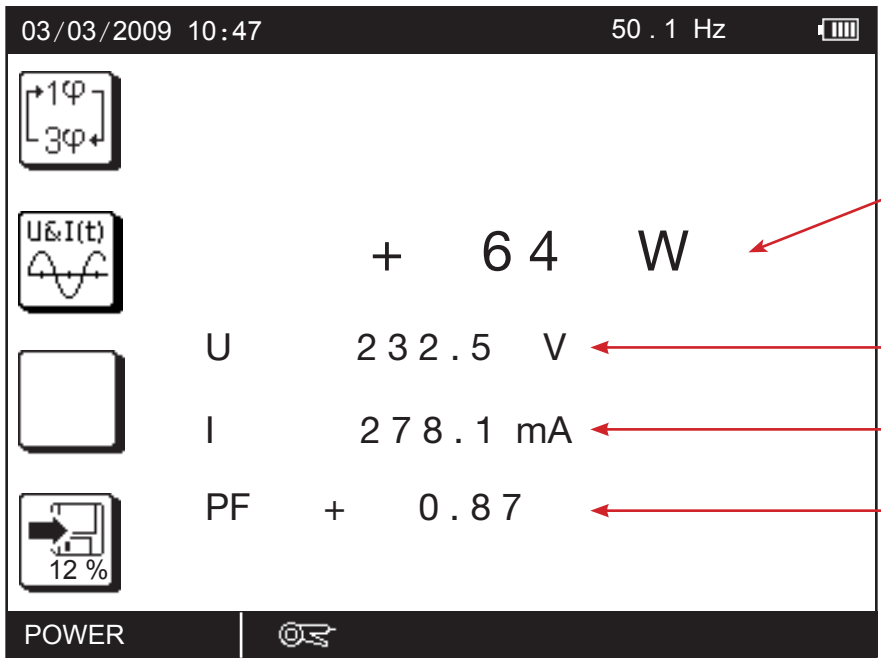 03/03/2009 10:47 50.1 Hz
1φ
3φ
U&I(t)
+ 64 W
U 232.5 V
I 278.1 mA
PF + 0.87
12 %
POWER